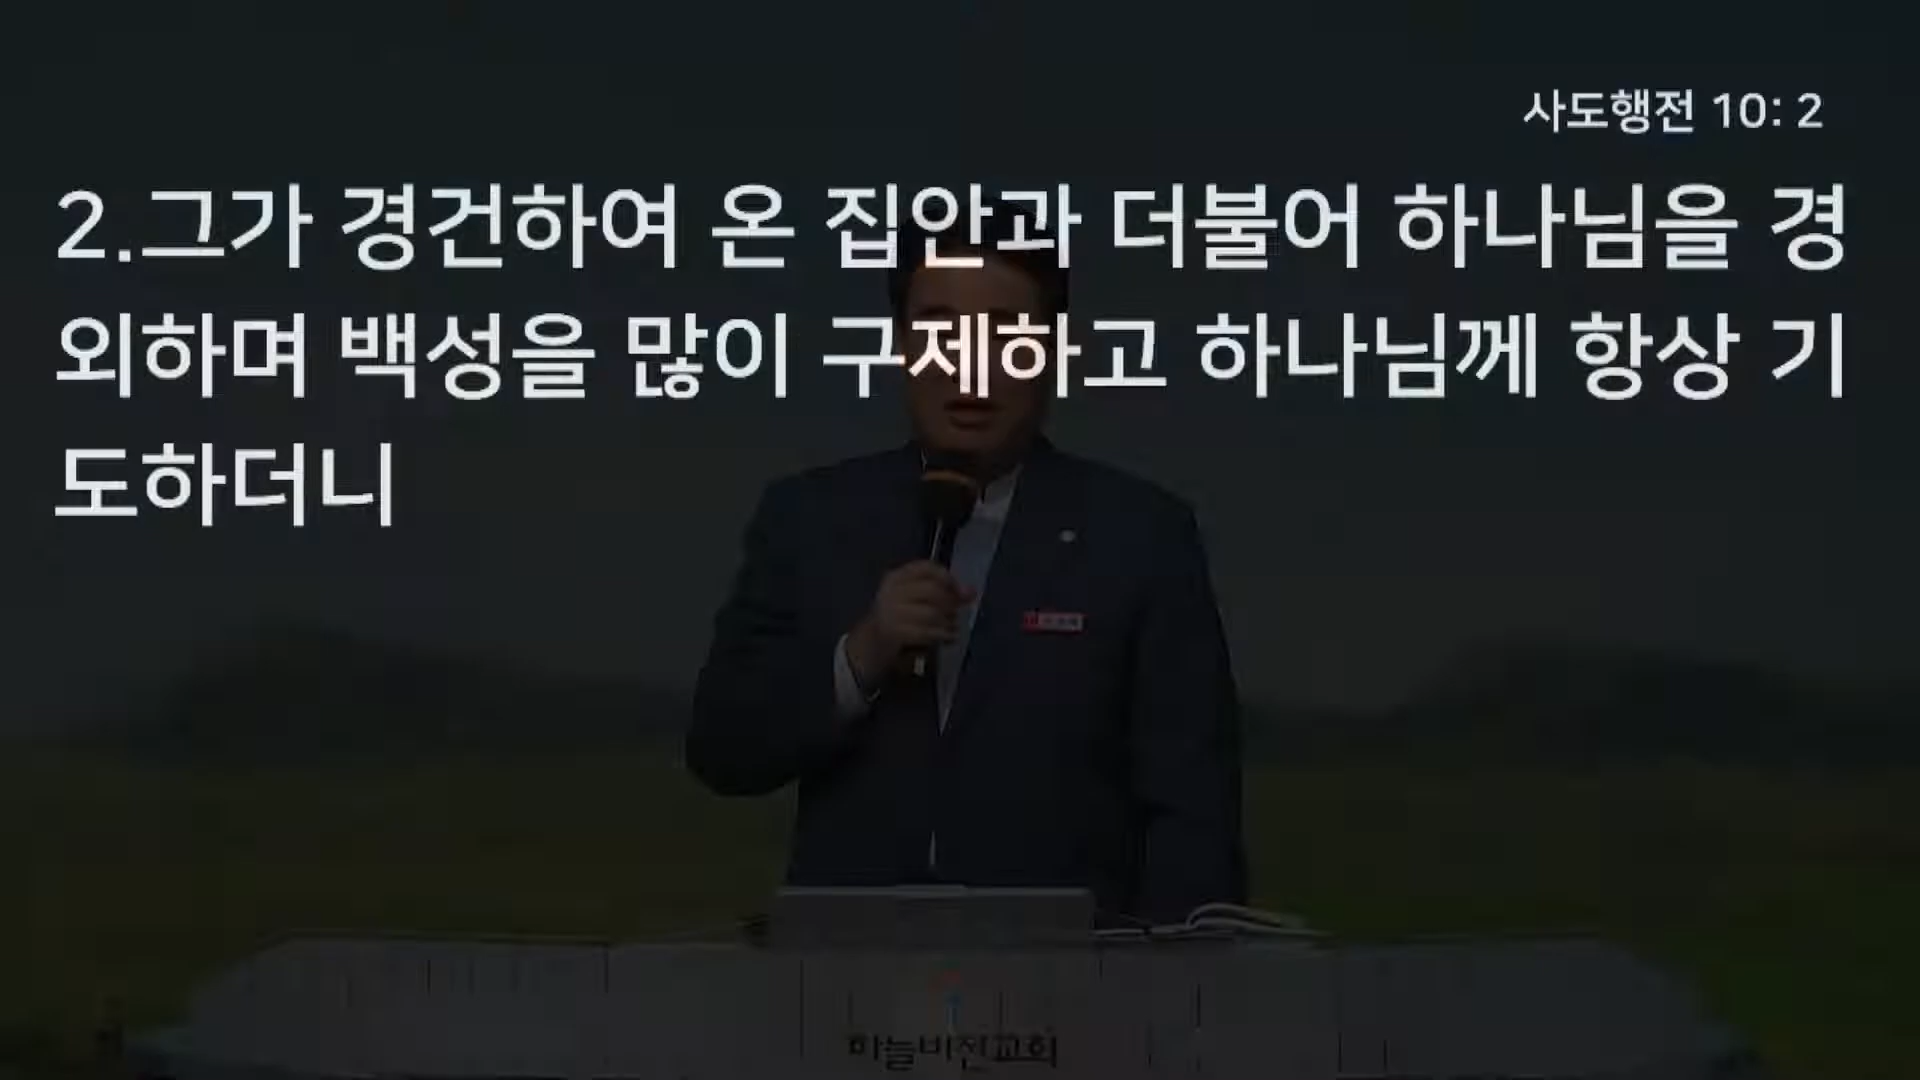 사도행전 10: 2
2.그가 경건하여 온 집안과 더불어 하나님을 경
외하며 백성을 많이 구제하고 하나님께 항상 기
도하더니
하늘비전교회